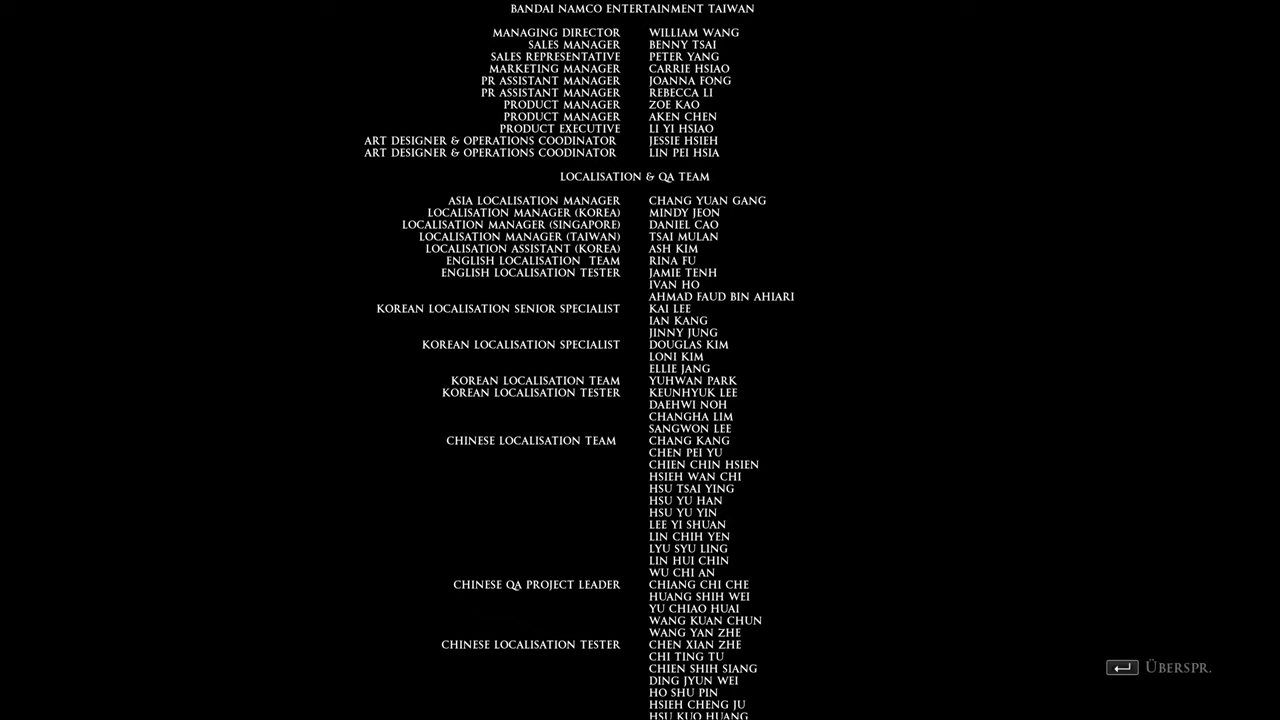 BANDAI NAMCO ENTERTAINMENT TAIWAN
MANAGING DIRECTOR WILLIAM WANG
SALES MANAGER BENNY TSAI
SALES REPRESENTATIVE PETER YANG
MARKETING MANAGER CARRIE HSIAO
PR ASSISTANT MANAGER JOANNA FONG
PR ASSISTANT MANAGER REBECCA LI
PRODUCT MANAGER ZOE KAO
PRODUCT MANAGER AKEN CHEN
PRODUCT EXECUTIVE LI YI HSIAO
ART DESIGNER & OPERATIONS COODINATOR JESSIE HSIEH
ART DESIGNER & OPERATIONS COODINATOR LIN PEI HSIA
LOCALISATION & QA TEAM
ASIA LOCALISATION MANAGER CHANG YUAN GANG
LOCALISATION MANAGER (KOREA) MINDY JEON
LOCALISATION MANAGER (SINGAPORE) DANIEL CAO
LOCALISATION MANAGER (TAIWAN) TSAI MULAN
LOCALISATION ASSISTANT (KOREA) ASH KIM
ENGLISH LOCALISATION TEAM RINA FU
ENGLISH LOCALISATION TESTER JAMIE TENH
IVAN HO
AHMAD FAUD BIN AHIARI
KOREAN LOCALISATION SENIOR SPECIALIST KAI LEE
IAN KANG
JINNY JUNG
KOREAN LOCALISATION SPECIALIST DOUGLAS KIM
LONI KIM
ELLIE JANG
KOREAN LOCALISATION TEAM YUHWAN PARK
KOREAN LOCALISATION TESTER KEUNHYUK LEE
DAEHWI NOH
CHANGHA LIM
SANGWON LEE
CHINESE LOCALISATION TEAM CHANG KANG
CHEN PEI YU
CHIEN CHIN HSIEN
HSIEH WAN CHI
HSU TSAI YING
HSU YU HAN
HSU YU YIN
LEE YI SHUAN
LIN CHIH YEN
LYU SYU LING
LIN HUI CHIN
WU CHI AN
CHINESE QA PROJECT LEADER CHIANG CHI CHE
HUANG SHIH WEI
YU CHIAO HUAI
WANG KUAN CHUN
WANG YAN ZHE
CHINESE LOCALISATION TESTER CHEN XIAN ZHE
CHI TING TU
CHIEN SHIH SIANG
DING JYUN WEI
HO SHU PIN
HSIEH CHENG JU
HSU KUO HUANG
ÜBERSPR.